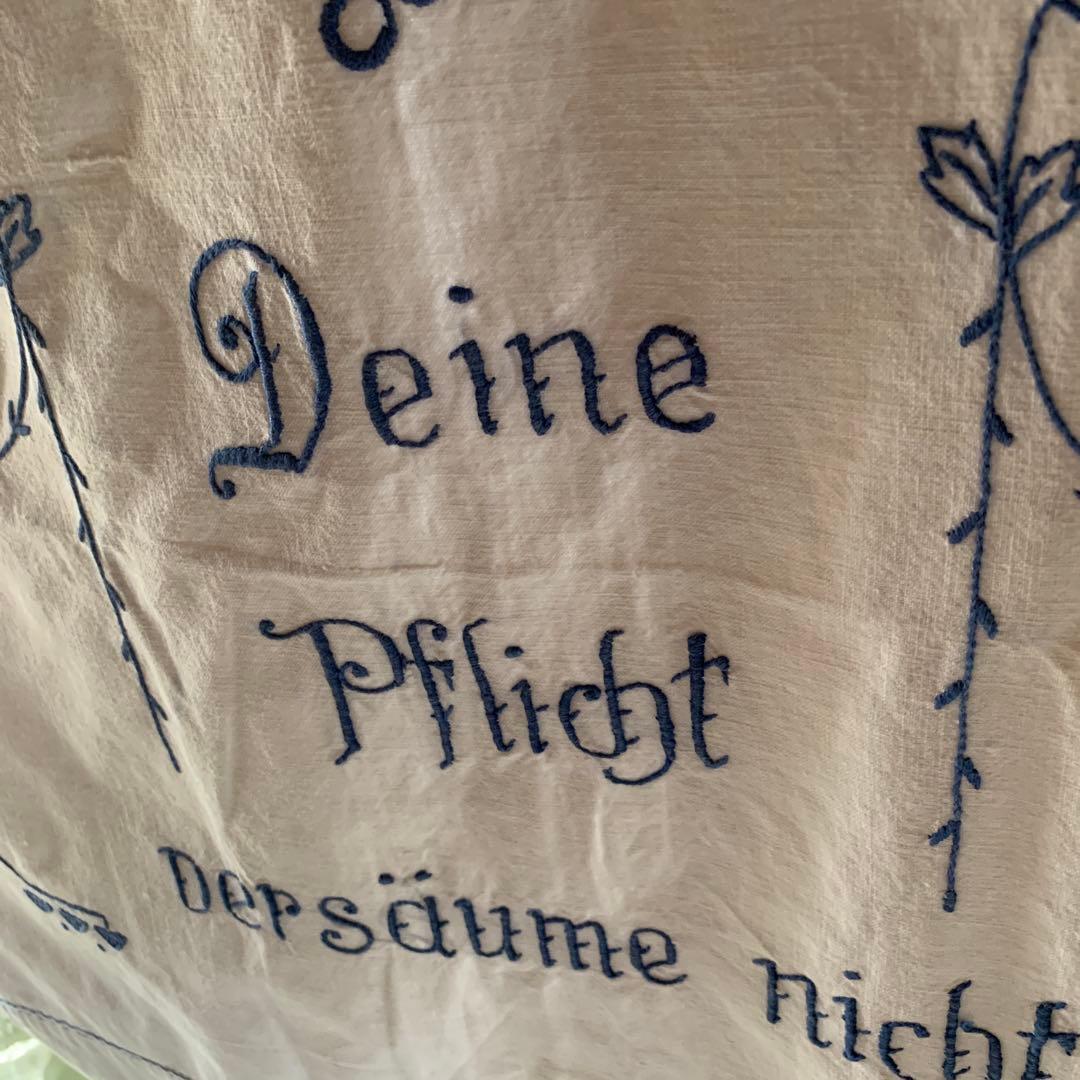 Deine
Pflicht
versäume nicht